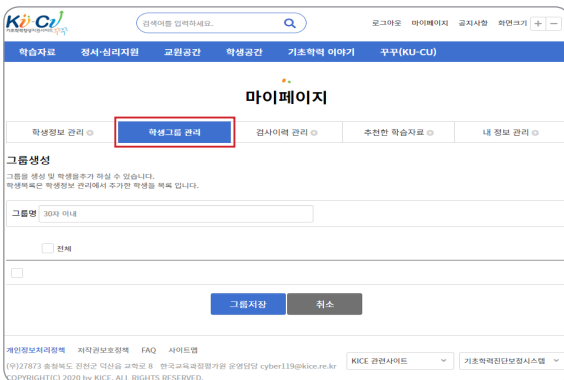 Ku-Cu
기초학력향상지원사이트(꾸꾸)
검색어를 입력하세요.
로그아웃 마이페이지 공지사항 화면크기 + −
학습자료 정서·심리지원 교원공간 학생공간 기초학력 이야기 꾸꾸(KU-CU)
마이페이지
학생정보 관리 학생그룹 관리 검사이력 관리 추천한 학습자료 내 정보 관리
그룹생성
그룹을 생성 및 학생을추가 하실 수 있습니다.
학생목록은 학생정보 관리에서 추가한 학생들 목록 입니다.
그룹명 30자 이내
전체
그룹저장 취소
개인정보처리정책 저작권보호정책 FAQ 사이트맵
(우)27873 충청북도 진천군 덕산읍 교학로 8 한국교육과정평가원 운영담당 cyber119@kice.re.kr
KICE 관련사이트 기초학력진단보정시스템
COPYRIGHT(C) 2020 by KICE. ALL RIGHTS RESERVED.